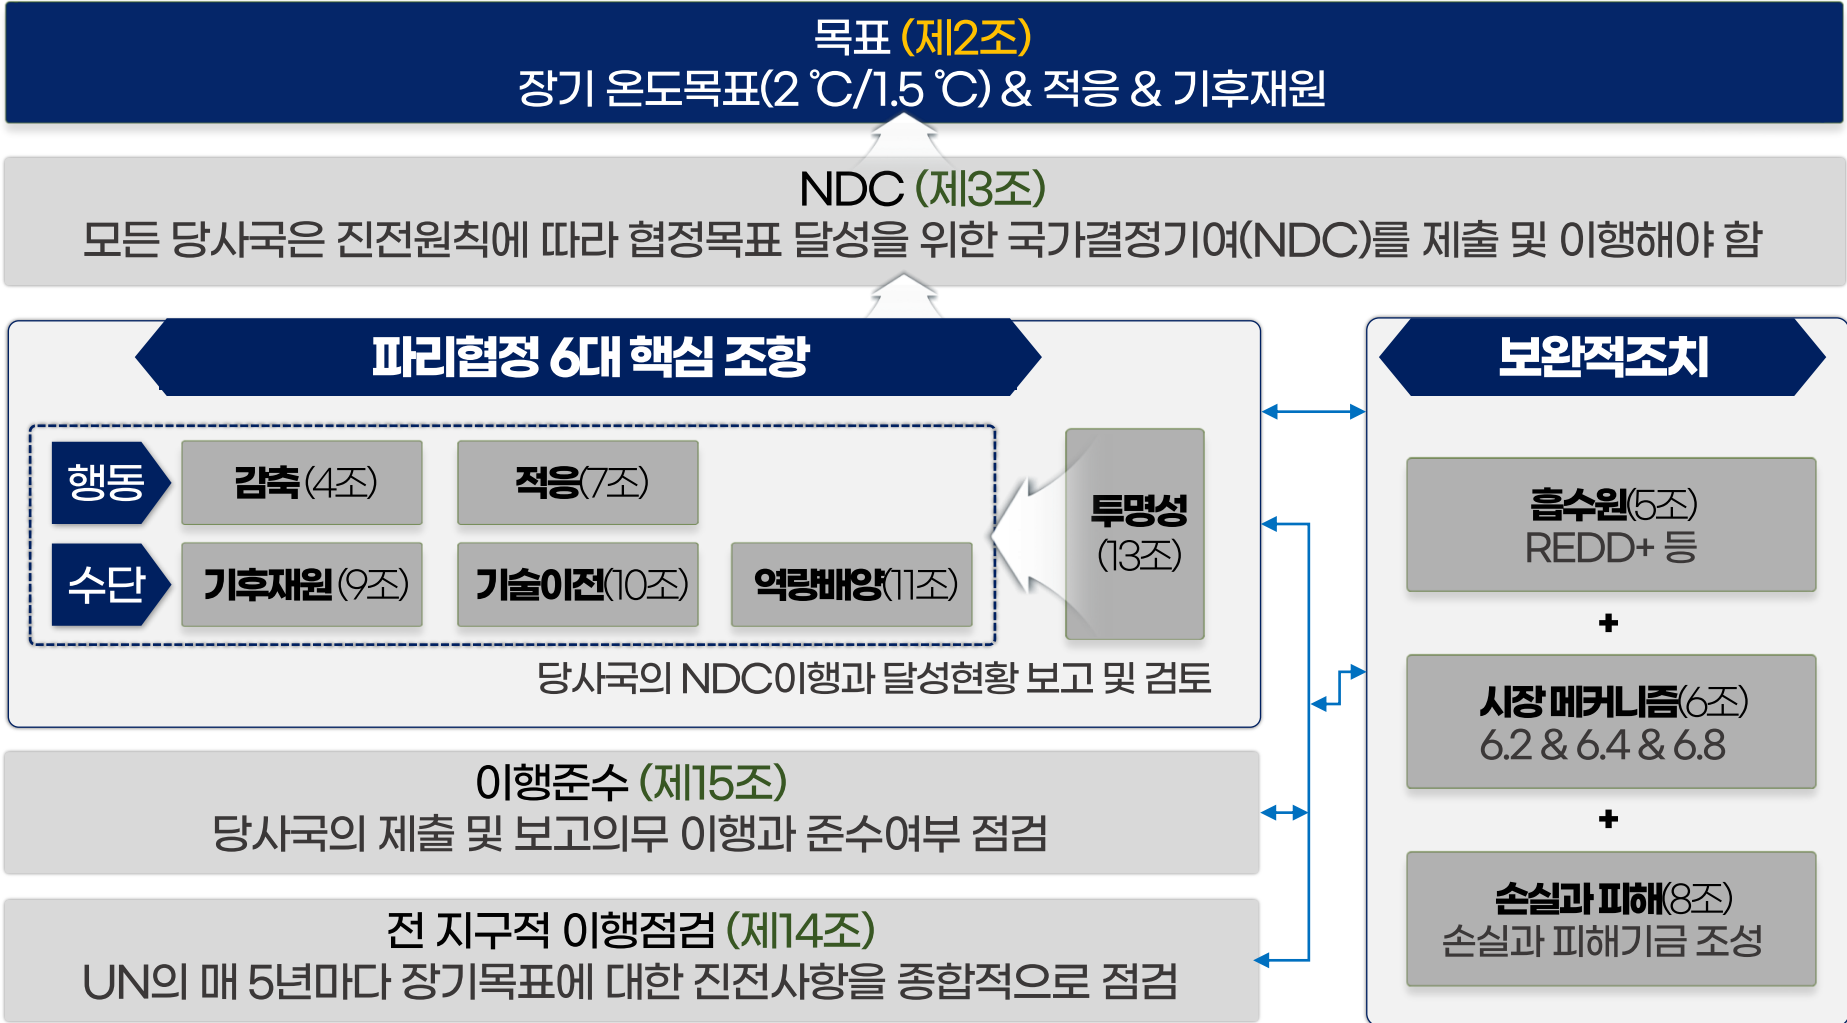 목표 (제2조)
장기 온도목표(2 ℃/1.5 ℃) & 적응 & 기후재원
NDC (제3조)
모든 당사국은 진전원칙에 따라 협정목표 달성을 위한 국가결정기여(NDC)를 제출 및 이행해야 함
파리협정 6대 핵심 조항
행동
감축 (4조)
적응(7조)
수단
기후재원 (9조)
기술이전(10조)
역량배양(11조)
투명성
(13조)
당사국의 NDC이행과 달성현황 보고 및 검토
이행준수 (제15조)
당사국의 제출 및 보고의무 이행과 준수여부 점검
전 지구적 이행점검 (제14조)
UN의 매 5년마다 장기목표에 대한 진전사항을 종합적으로 점검
보완적조치
흡수원(5조)
REDD+ 등
+
시장 메커니즘(6조)
6.2 & 6.4 & 6.8
+
손실과 피해(8조)
손실과 피해기금 조성